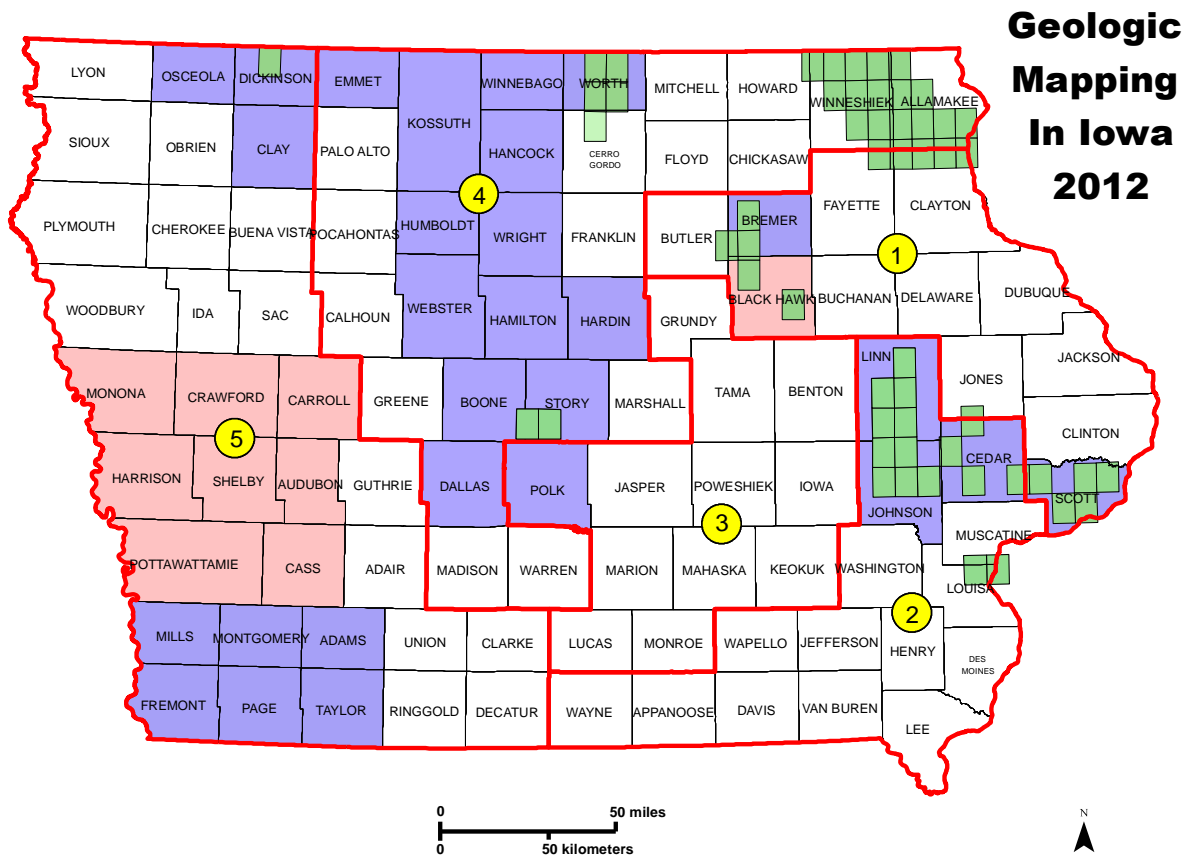 Geologic
Mapping
In Iowa
2012
LYON
OSCEOLA
DICKINSON
EMMET
WINNEBAGO
WORTH
MITCHELL
HOWARD
WINNESHIEK
ALLAMAKEE
SIOUX
OBRIEN
CLAY
PALO ALTO
KOSSUTH
HANCOCK
CERRO
GORDO
FLOYD
CHICKASAW
4
PLYMOUTH
CHEROKEE
BUENA VISTA
POCAHONTAS
HUMBOLDT
WRIGHT
FRANKLIN
BUTLER
BREMER
FAYETTE
CLAYTON
1
WOODBURY
IDA
SAC
CALHOUN
WEBSTER
HAMILTON
HARDIN
GRUNDY
BLACK HAWK
BUCHANAN
DELAWARE
DUBUQUE
MONONA
CRAWFORD
CARROLL
GREENE
BOONE
STORY
MARSHALL
TAMA
BENTON
LINN
JONES
JACKSON
5
CLINTON
HARRISON
SHELBY
AUDUBON
GUTHRIE
DALLAS
POLK
JASPER
POWESHIEK
IOWA
JOHNSON
CEDAR
SCOTT
3
MUSCATINE
POTTAWATTAMIE
CASS
ADAIR
MADISON
WARREN
MARION
MAHASKA
KEOKUK
WASHINGTON
LOUISA
2
MILLS
MONTGOMERY
ADAMS
UNION
CLARKE
LUCAS
MONROE
WAPELLO
JEFFERSON
HENRY
DES
MOINES
FREMONT
PAGE
TAYLOR
RINGGOLD
DECATUR
WAYNE
APPANOOSE
DAVIS
VAN BUREN
LEE
0
50 miles
0
50 kilometers
N